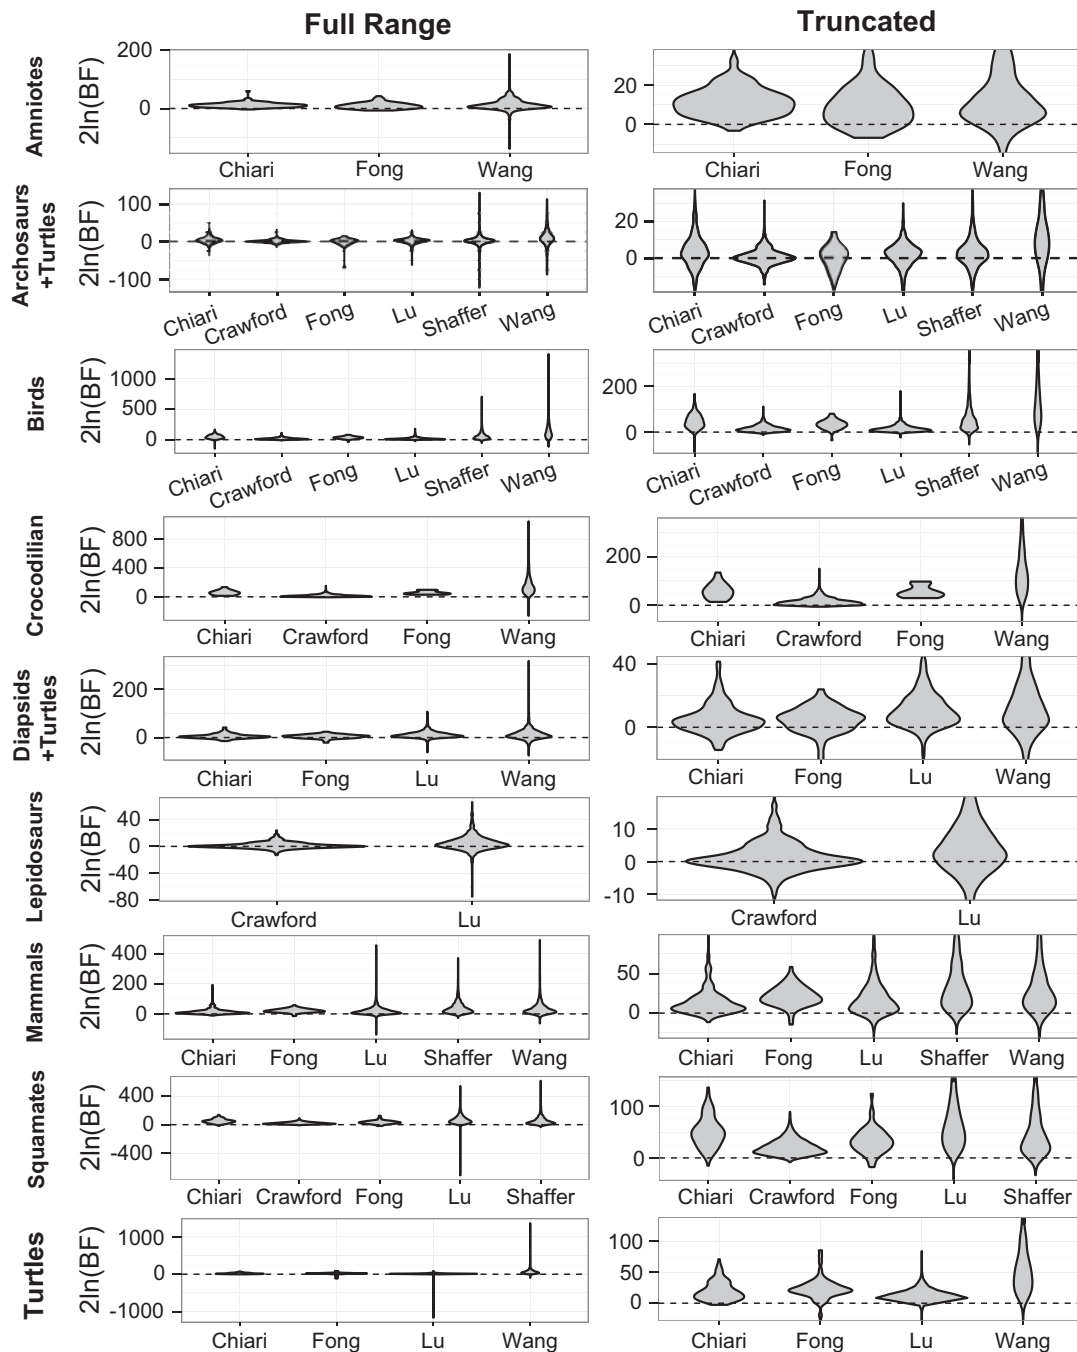 Full Range
Truncated
Amniotes
2ln(BF)
200
0
Chiari Fong Wang
20
0
Chiari Fong Wang
Archosaurs
+Turtles
2ln(BF)
100
0
-100
Chiari Crawford Fong Lu Shaffer Wang
20
0
Chiari Crawford Fong Lu Shaffer Wang
Birds
2ln(BF)
1000
500
0
Chiari Crawford Fong Lu Shaffer Wang
200
0
Chiari Crawford Fong Lu Shaffer Wang
Crocodilian
2ln(BF)
800
400
0
Chiari Crawford Fong Wang
200
0
Chiari Crawford Fong Wang
Diapsids
+Turtles
2ln(BF)
200
0
Chiari Fong Lu Wang
40
0
Chiari Fong Lu Wang
Lepidosaurs
2ln(BF)
40
0
-40
-80
Crawford Lu
10
0
-10
Crawford Lu
Mammals
2ln(BF)
400
200
0
Chiari Fong Lu Shaffer Wang
50
0
Chiari Fong Lu Shaffer Wang
Squamates
2ln(BF)
400
0
-400
Chiari Crawford Fong Lu Shaffer
100
0
Chiari Crawford Fong Lu Shaffer
Turtles
2ln(BF)
1000
0
-1000
Chiari Fong Lu Wang
100
50
0
Chiari Fong Lu Wang